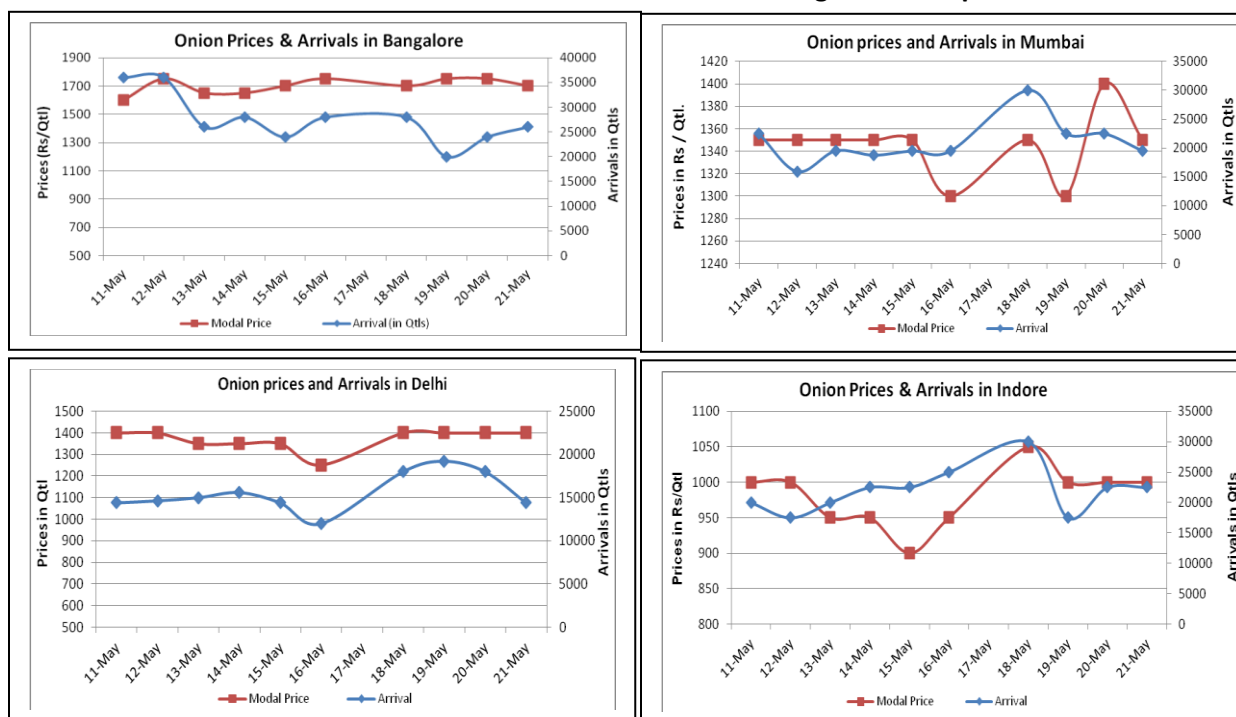 Onion Prices & Arrivals in Bangalore
Prices (Rs/Qtl)
1900
1700
1500
1300
1100
900
700
500
40000
35000
30000
25000
20000
15000
10000
5000
0
Arrivals in Qtls
11-May
12-May
13-May
14-May
15-May
16-May
17-May
18-May
19-May
20-May
21-May
Modal Price
Arrival (in Qtls)
Onion prices and Arrivals in Mumbai
Prices in Rs / Qtl.
1420
1400
1380
1360
1340
1320
1300
1280
1260
1240
35000
30000
25000
20000
15000
10000
5000
0
Arrivals in Qtls
11-May
12-May
13-May
14-May
15-May
16-May
17-May
18-May
19-May
20-May
21-May
Modal Price
Arrival
Onion prices and Arrivals in Delhi
Prices in Qtl
1500
1400
1300
1200
1100
1000
900
800
700
600
500
25000
20000
15000
10000
5000
0
Arrivals in Qtls
11-May
12-May
13-May
14-May
15-May
16-May
17-May
18-May
19-May
20-May
21-May
Modal Price
Arrival
Onion Prices & Arrivals in Indore
Prices in Rs/Qtl
1100
1050
1000
950
900
850
800
35000
30000
25000
20000
15000
10000
5000
0
Arrivals in Qtls
11-May
12-May
13-May
14-May
15-May
16-May
17-May
18-May
19-May
20-May
21-May
Modal Price
Arrival